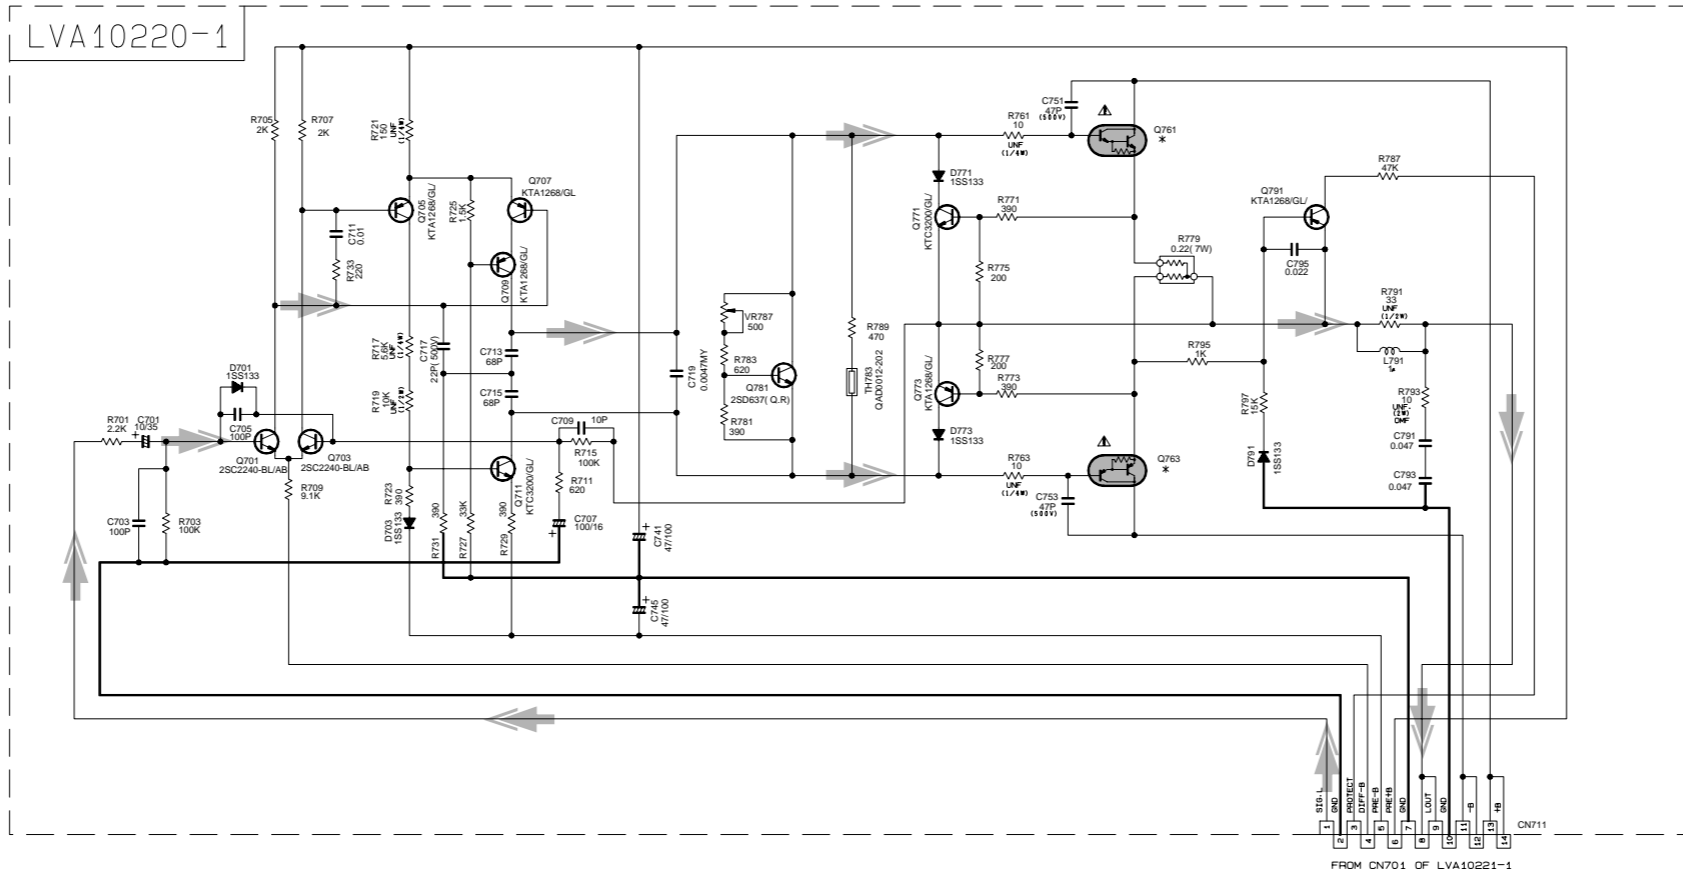 LVA10220-1
R705
2K
R707
2K
R721
150
UNF
(1/4W)
Q707
KTA1268/GL
Q705
KTA1268/GL/
R725
1.5K
C711
0.01
R733
220
Q709
KTA1268/GL/
R717
5.6K
UNF
(1/4W)
C717
22P(500V)
C713
68P
R719
10K
UNF
(1/2W)
C715
68P
D701
1SS133
C705
100P
R701
2.2K
C701
10/35
+
Q701
2SC2240-BL/AB
Q703
2SC2240-BL/AB
R709
9.1K
C703
100P
R703
100K
R723
390
D703
1SS133
390
R731
33K
R727
390
R729
Q711
KTC3200/GL/
C709
10P
R715
100K
R711
620
C707
100/16
+
+
C741
47/100
+
C745
47/100
C719
0.0047MY
VR787
500
R783
620
Q781
2SD637(Q.R)
R781
390
R789
470
TH783
QAD0012-202
R761
10
UNF
(1/4W)
C751
47P
(500V)
Q761
*
D771
1SS133
Q771
KTC3200/GL/
R771
390
R775
200
R779
0.22(7W)
R777
200
R773
390
Q773
KTA1268/GL/
D773
1SS133
R763
10
UNF
(1/4W)
C753
47P
(500V)
Q763
*
R795
1K
Q791
KTA1268/GL/
R787
47K
C795
0.022
R791
33
UNF
(1/2W)
L791
1μ
R793
10
UNF.
(2W)
OMF
C791
0.047
C793
0.047
R797
15K
D791
1SS133
SIG-L
GND
PROTECT
DIFF-B
PRE-B
PRE+B
GND
LOUT
GND
-B
+B
1
2
3
4
5
6
7
8
9
10
11
12
13
14
CN711
FROM CN701 OF LVA10221-1